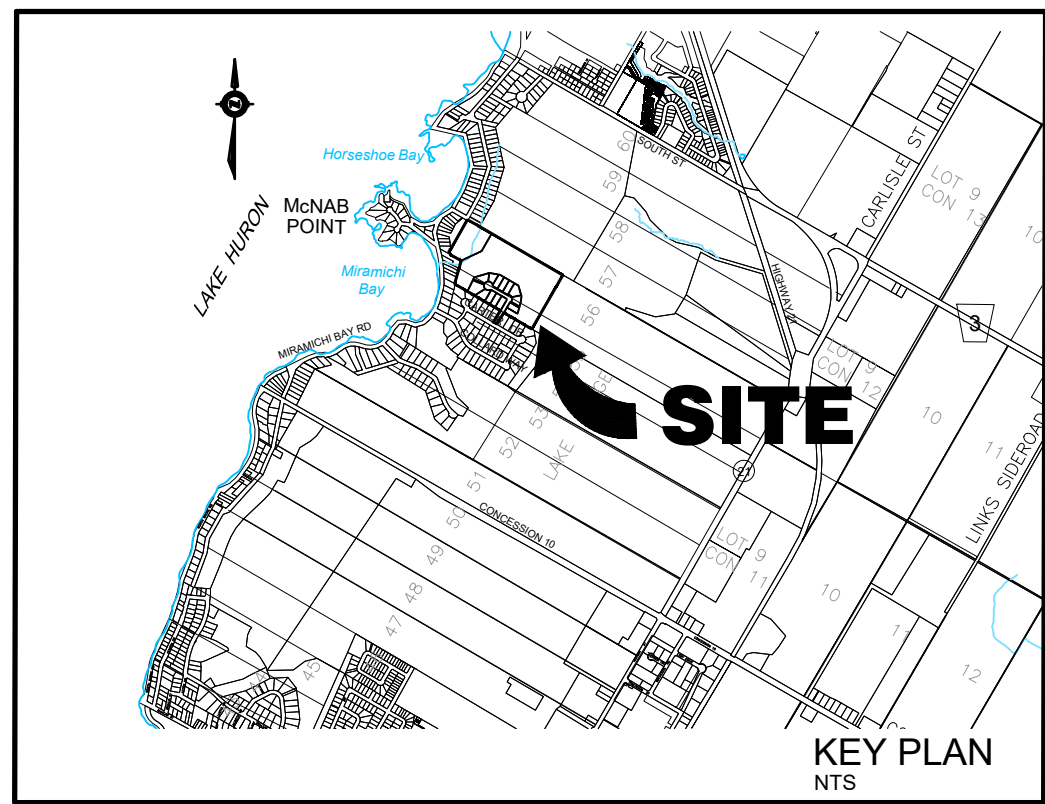 N
Horseshoe Bay
McNAB
POINT
LAKE HURON
Miramichi
Bay
MIRAMICHI BAY RD
SOUTH ST
60
59
58
57
56
53
52
51
50
49
48
47
45
44
LAKE
CONCESSION 10
HIGHWAY 21
21
CARLISLE ST
LOT 9
CON 13
10
3
LOT 9
CON 12
10
11
LINKS SIDEROAD
LOT 9
CON 11
10
11
12
SITE
KEY PLAN
NTS